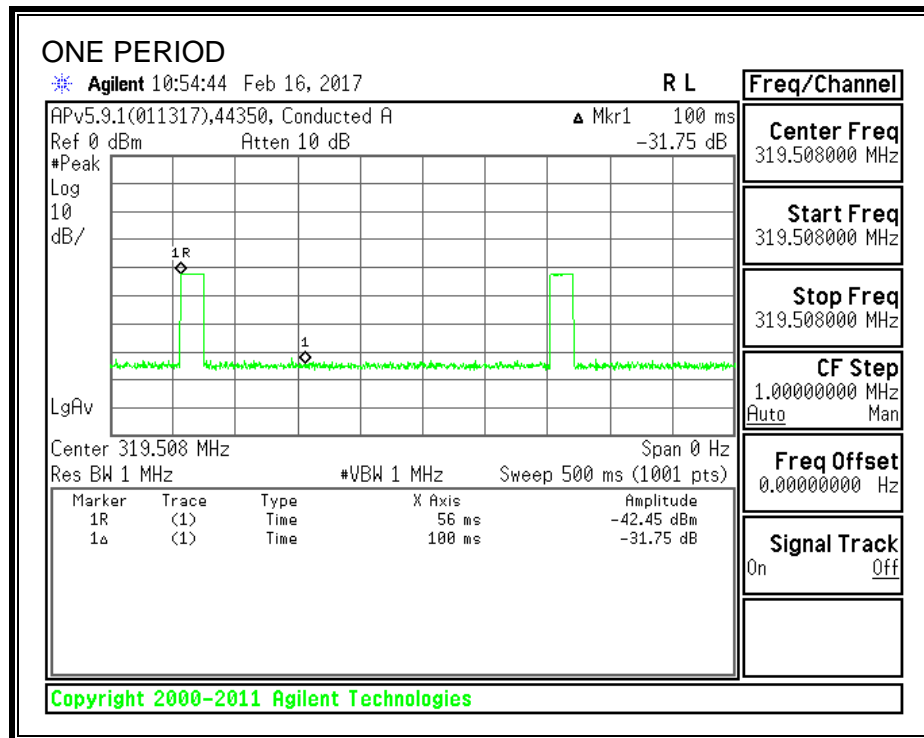 ONE PERIOD
Agilent 10:54:44 Feb 16, 2017 R L
APv5.9.1(011317),44350, Conducted A Δ Mkr1 100 ms
Ref 0 dBm Atten 10 dB -31.75 dB
#Peak
Log
10
dB/
1R
1
LgAv
Center 319.508 MHz Span 0 Hz
Res BW 1 MHz #VBW 1 MHz Sweep 500 ms (1001 pts)
Marker Trace Type X Axis Amplitude
1R (1) Time 56 ms -42.45 dBm
1Δ (1) Time 100 ms -31.75 dB
Freq/Channel
Center Freq
319.508000 MHz
Start Freq
319.508000 MHz
Stop Freq
319.508000 MHz
CF Step
1.00000000 MHz
Auto Man
Freq Offset
0.00000000 Hz
Signal Track
On Off
Copyright 2000-2011 Agilent Technologies